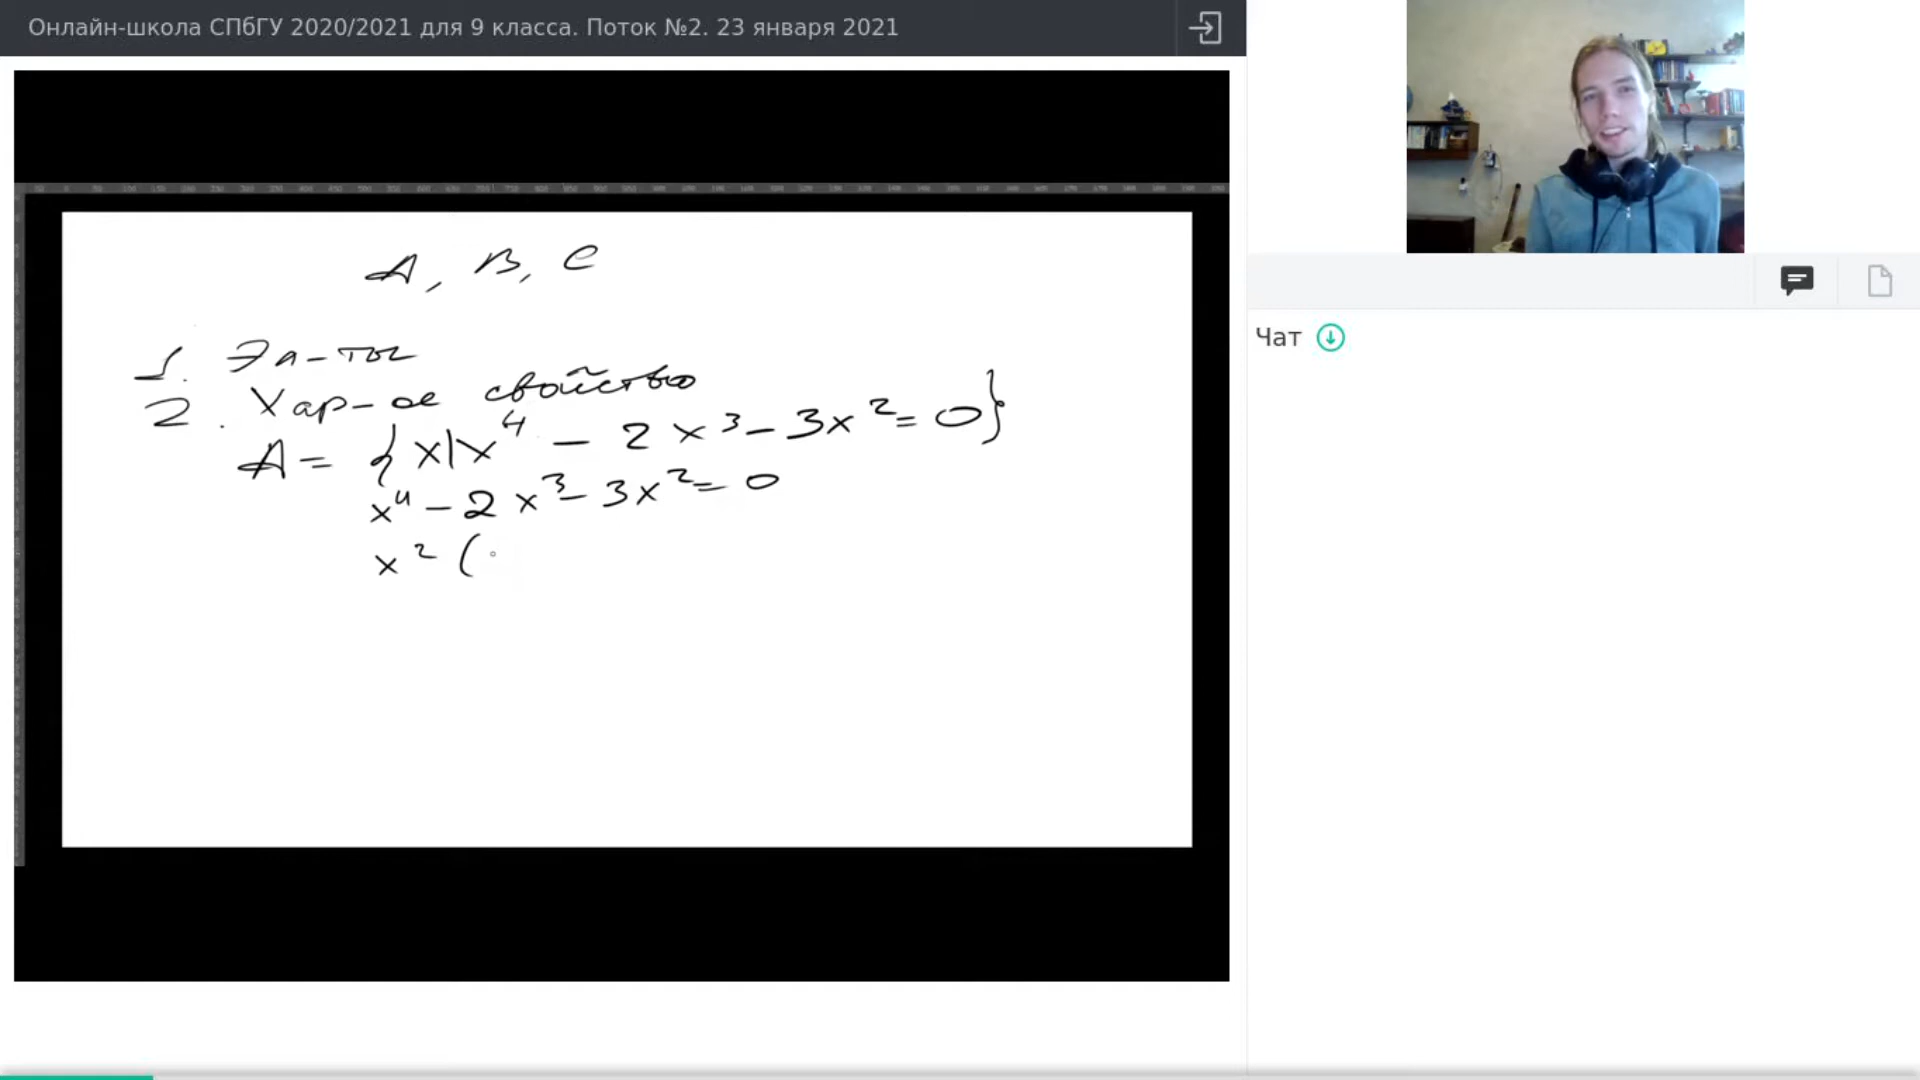 Онлайн-школа СПбГУ 2020/2021 для 9 класса. Поток №2. 23 января 2021
A, B, C
1. Эл-ты
2. Хар-ое свойство
A = {x|x⁴ - 2x³ - 3x² = 0}
x⁴ - 2x³ - 3x² = 0
x² (
Чат